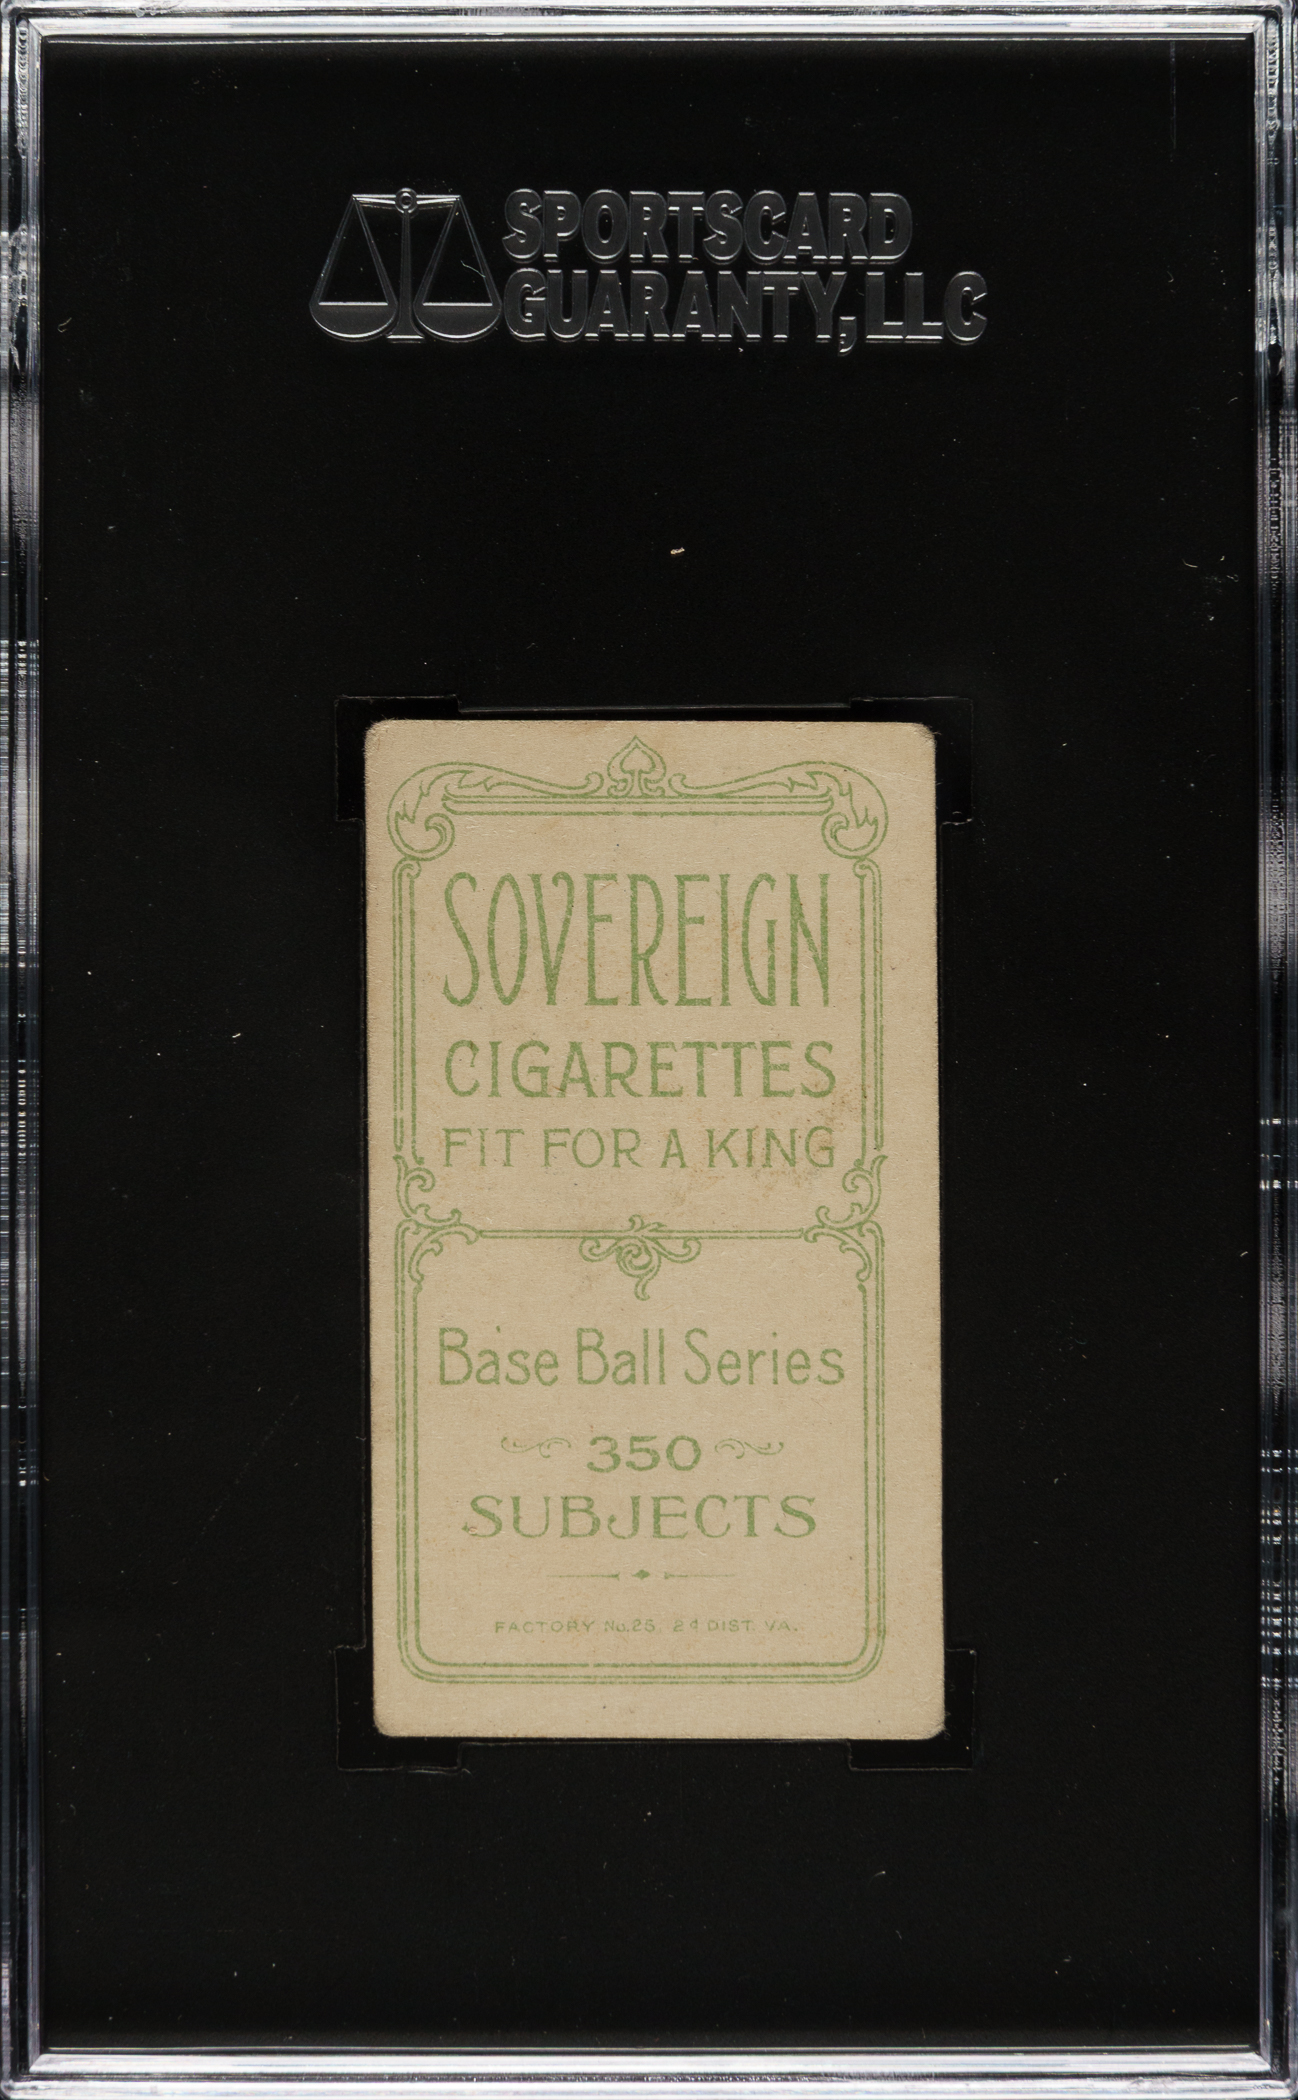 SPORTSCARD
GUARANTY, LLC
SOVEREIGN
CIGARETTES
FIT FOR A KING
Base Ball Series
350
SUBJECTS
FACTORY No. 25, 2d DIST. VA.